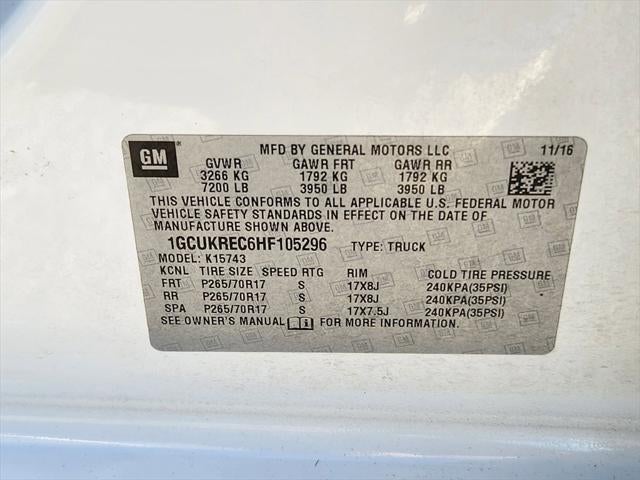 GM
MFD BY GENERAL MOTORS LLC 11/16
GVWR GAWR FRT GAWR RR
3266 KG 1792 KG 1792 KG
7200 LB 3950 LB 3950 LB
THIS VEHICLE CONFORMS TO ALL APPLICABLE U.S. FEDERAL MOTOR
VEHICLE SAFETY STANDARDS IN EFFECT ON THE DATE OF
MANUFACTURE SHOWN ABOVE.
1GCUKREC6HF105296 TYPE: TRUCK
MODEL: K15743
KCNL TIRE SIZE SPEED RTG RIM COLD TIRE PRESSURE
FRT P265/70R17 S 17X8J 240KPA(35PSI)
RR P265/70R17 S 17X8J 240KPA(35PSI)
SPA P265/70R17 S 17X7.5J 240KPA(35PSI)
SEE OWNER'S MANUAL FOR MORE INFORMATION.